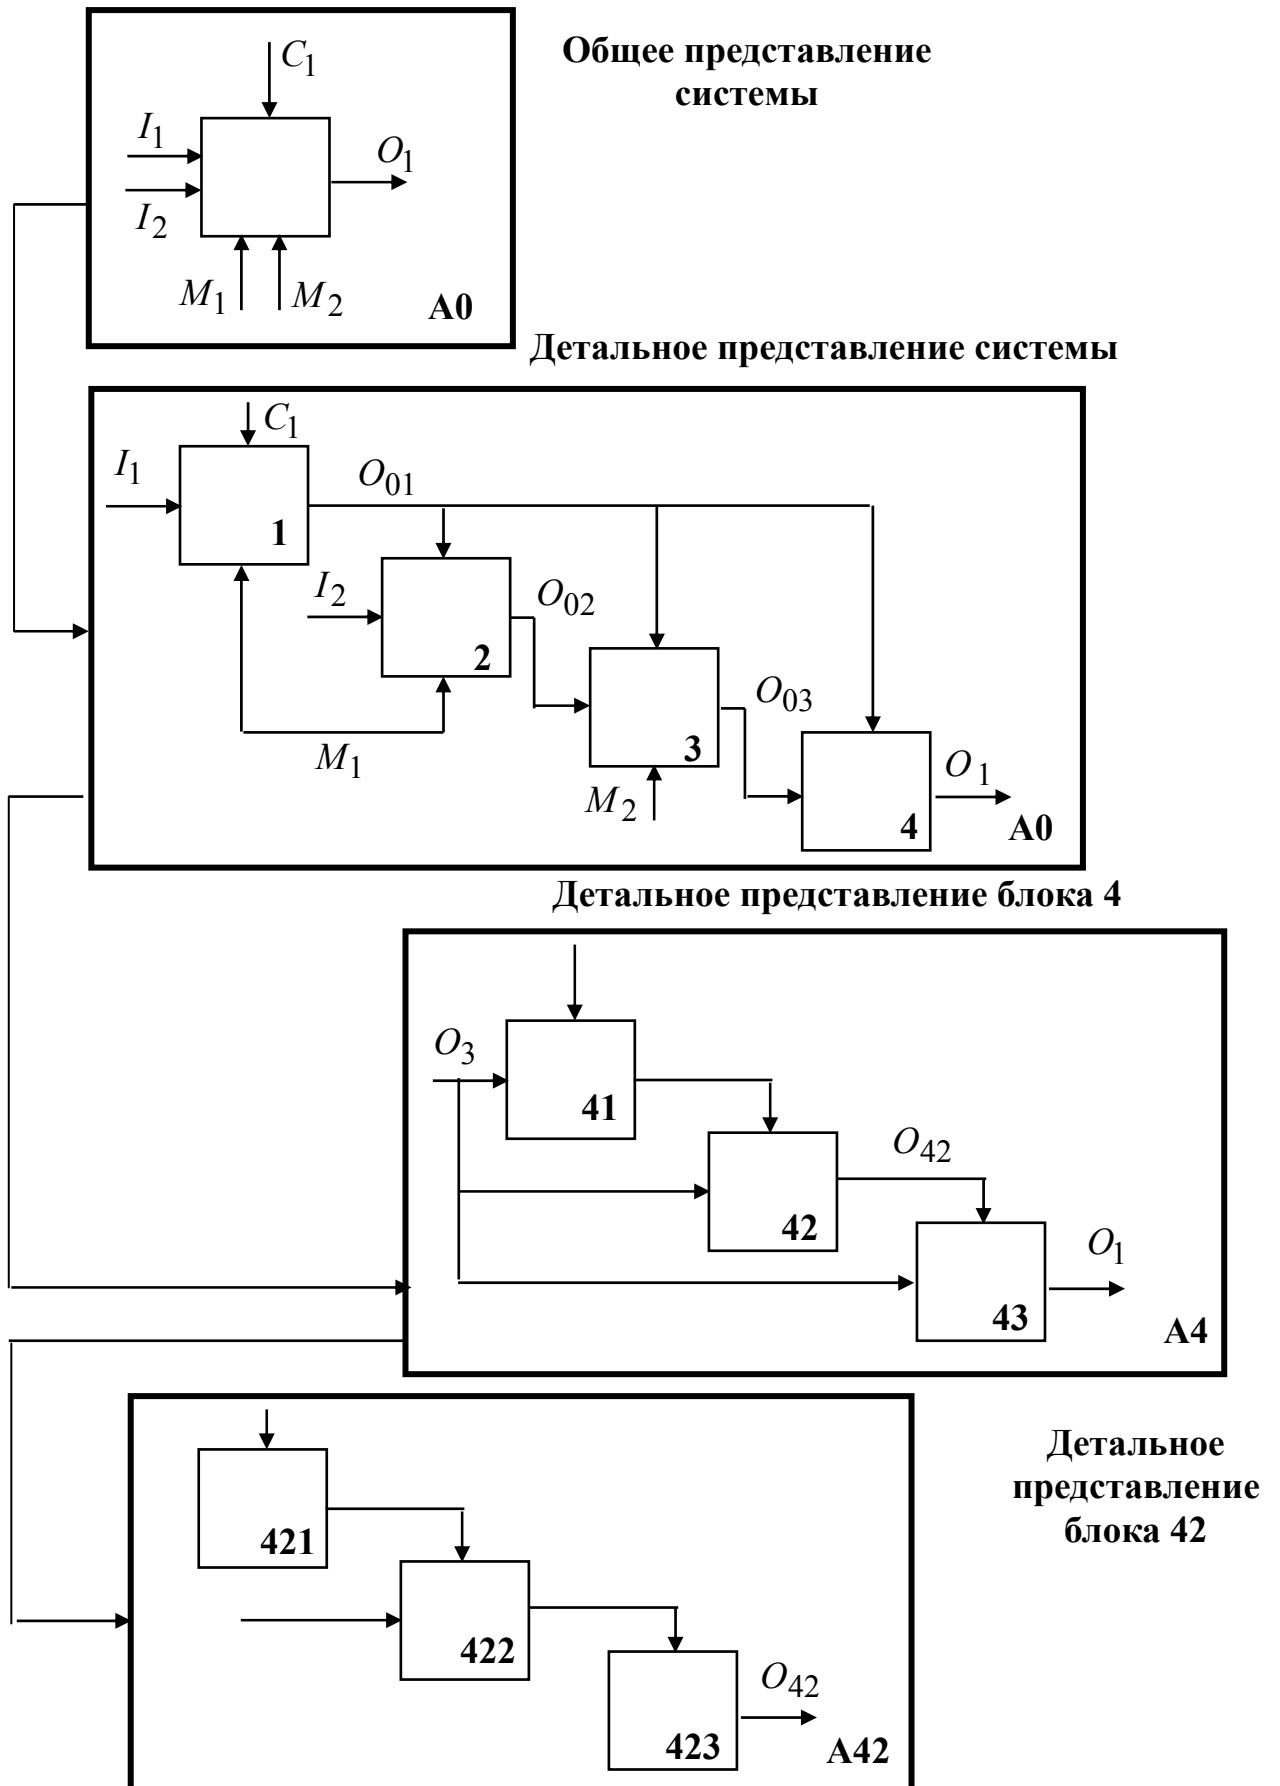 Общее представление
системы
C1
I1
O1
I2
M1
M2
A0
Детальное представление системы
C1
I1
O01
1
I2
O02
2
O03
M1
3
M2
O1
4
A0
Детальное представление блока 4
O3
41
O42
42
O1
43
A4
Детальное
представление
блока 42
421
422
O42
423
A42